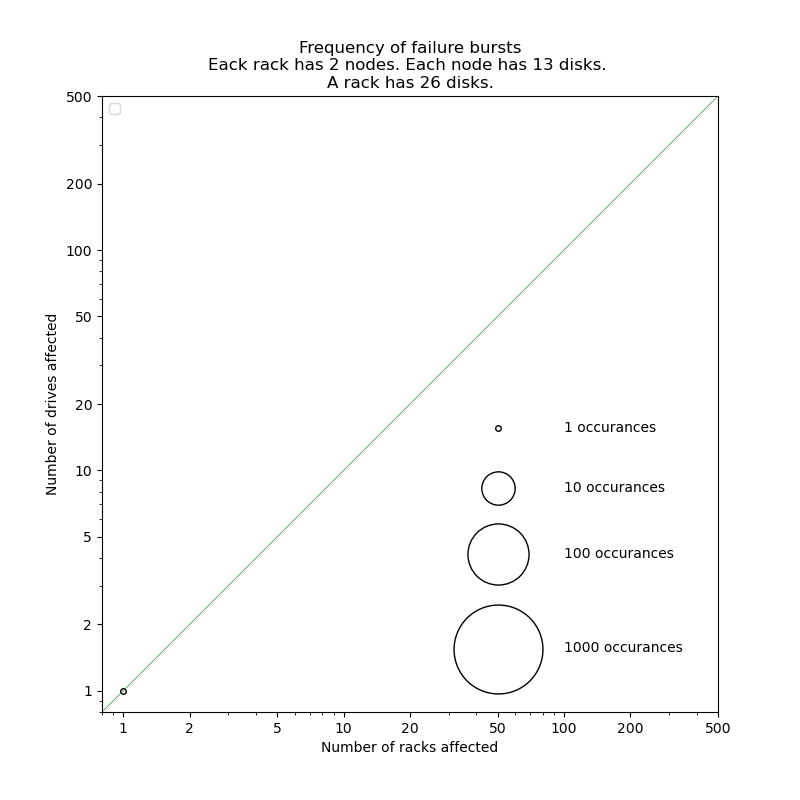 Frequency of failure bursts
Eack rack has 2 nodes. Each node has 13 disks.
A rack has 26 disks.
500
200
100
50
20
10
5
2
1
Number of drives affected
1 occurances
10 occurances
100 occurances
1000 occurances
1 2 5 10 20 50 100 200 500
Number of racks affected